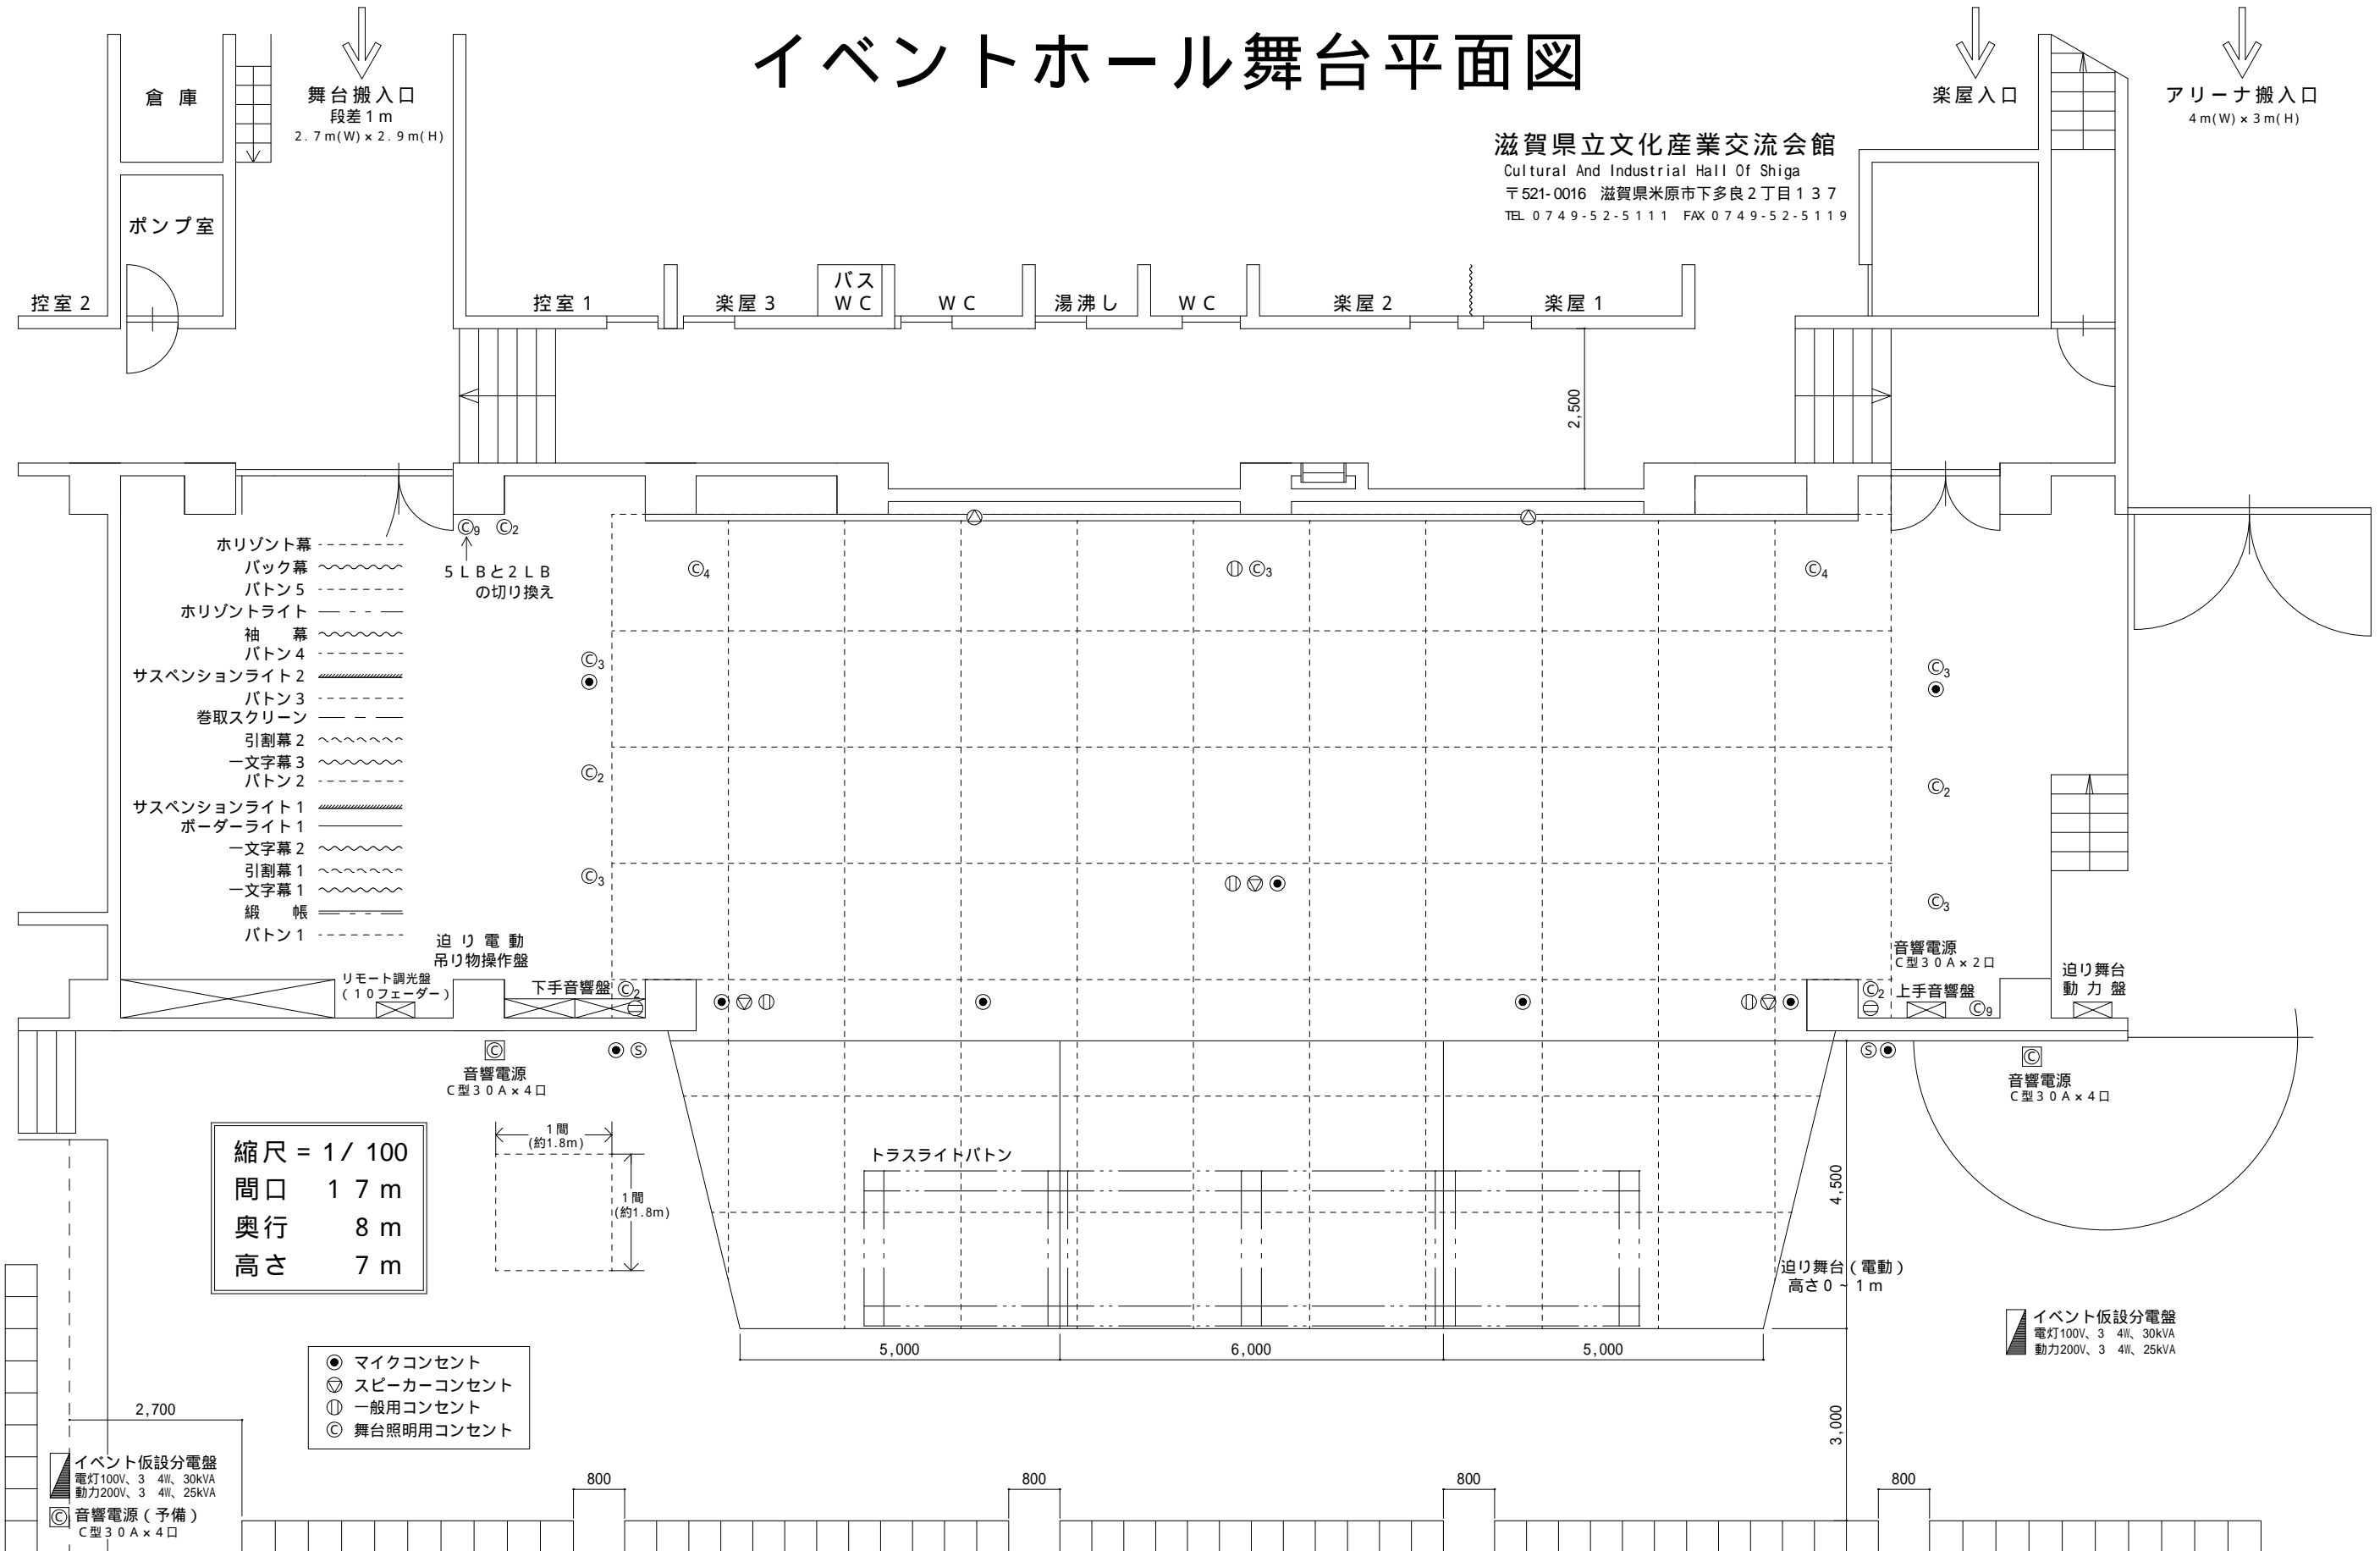 イベントホール舞台平面図
倉 庫
舞台搬入口
段差1m
2.7m(W)×2.9m(H)
楽屋入口
アリーナ搬入口
4m(W)×3m(H)
滋賀県立文化産業交流会館
Cultural And Industrial Hall Of Shiga
〒521-0016 滋賀県米原市下多良2丁目137
TEL 0749-52-5111 FAX 0749-52-5119
ポンプ室
控室2
控室1
楽屋3
バス
WC
WC
湯沸し
WC
楽屋2
楽屋1
2,500
C9
C2
5LBと2LB
の切り換え
ホリゾント幕
バック幕
バトン5
ホリゾントライト
袖 幕
バトン4
サスペンションライト2
バトン3
巻取スクリーン
引割幕2
一文字幕3
バトン2
サスペンションライト1
ボーダーライト1
一文字幕2
引割幕1
一文字幕1
緞 帳
バトン1
C4
C3
C4
C3
C3
C2
C2
C3
C3
迫り電動
吊り物操作盤
リモート調光盤
(10フェーダー)
下手音響盤
C2
音響電源
C型30A×2口
C2
上手音響盤
C9
迫り舞台
動力盤
C
音響電源
C型30A×4口
S
S
C
音響電源
C型30A×4口
縮尺=1/100
間口 17m
奥行 8m
高さ 7m
1間
(約1.8m)
1間
(約1.8m)
トラスライトバトン
4,500
迫り舞台(電動)
高さ0~1m
5,000
6,000
5,000
イベント仮設分電盤
電灯100V、3 4W、30kVA
動力200V、3 4W、25kVA
マイクコンセント
スピーカーコンセント
一般用コンセント
C 舞台照明用コンセント
2,700
3,000
イベント仮設分電盤
電灯100V、3 4W、30kVA
動力200V、3 4W、25kVA
C 音響電源(予備)
C型30A×4口
800
800
800
800